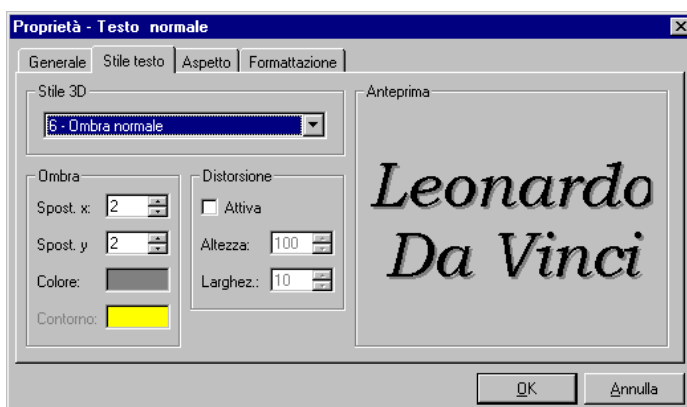 Proprietà - Testo normale
Generale Stile testo Aspetto Formattazione
Stile 3D
6 - Ombra normale
Ombra
Spost. x: 2
Spost. y 2
Colore:
Contorno:
Distorsione
Attiva
Altezza: 100
Larghez.: 10
Anteprima
Leonardo
Da Vinci
OK Annulla